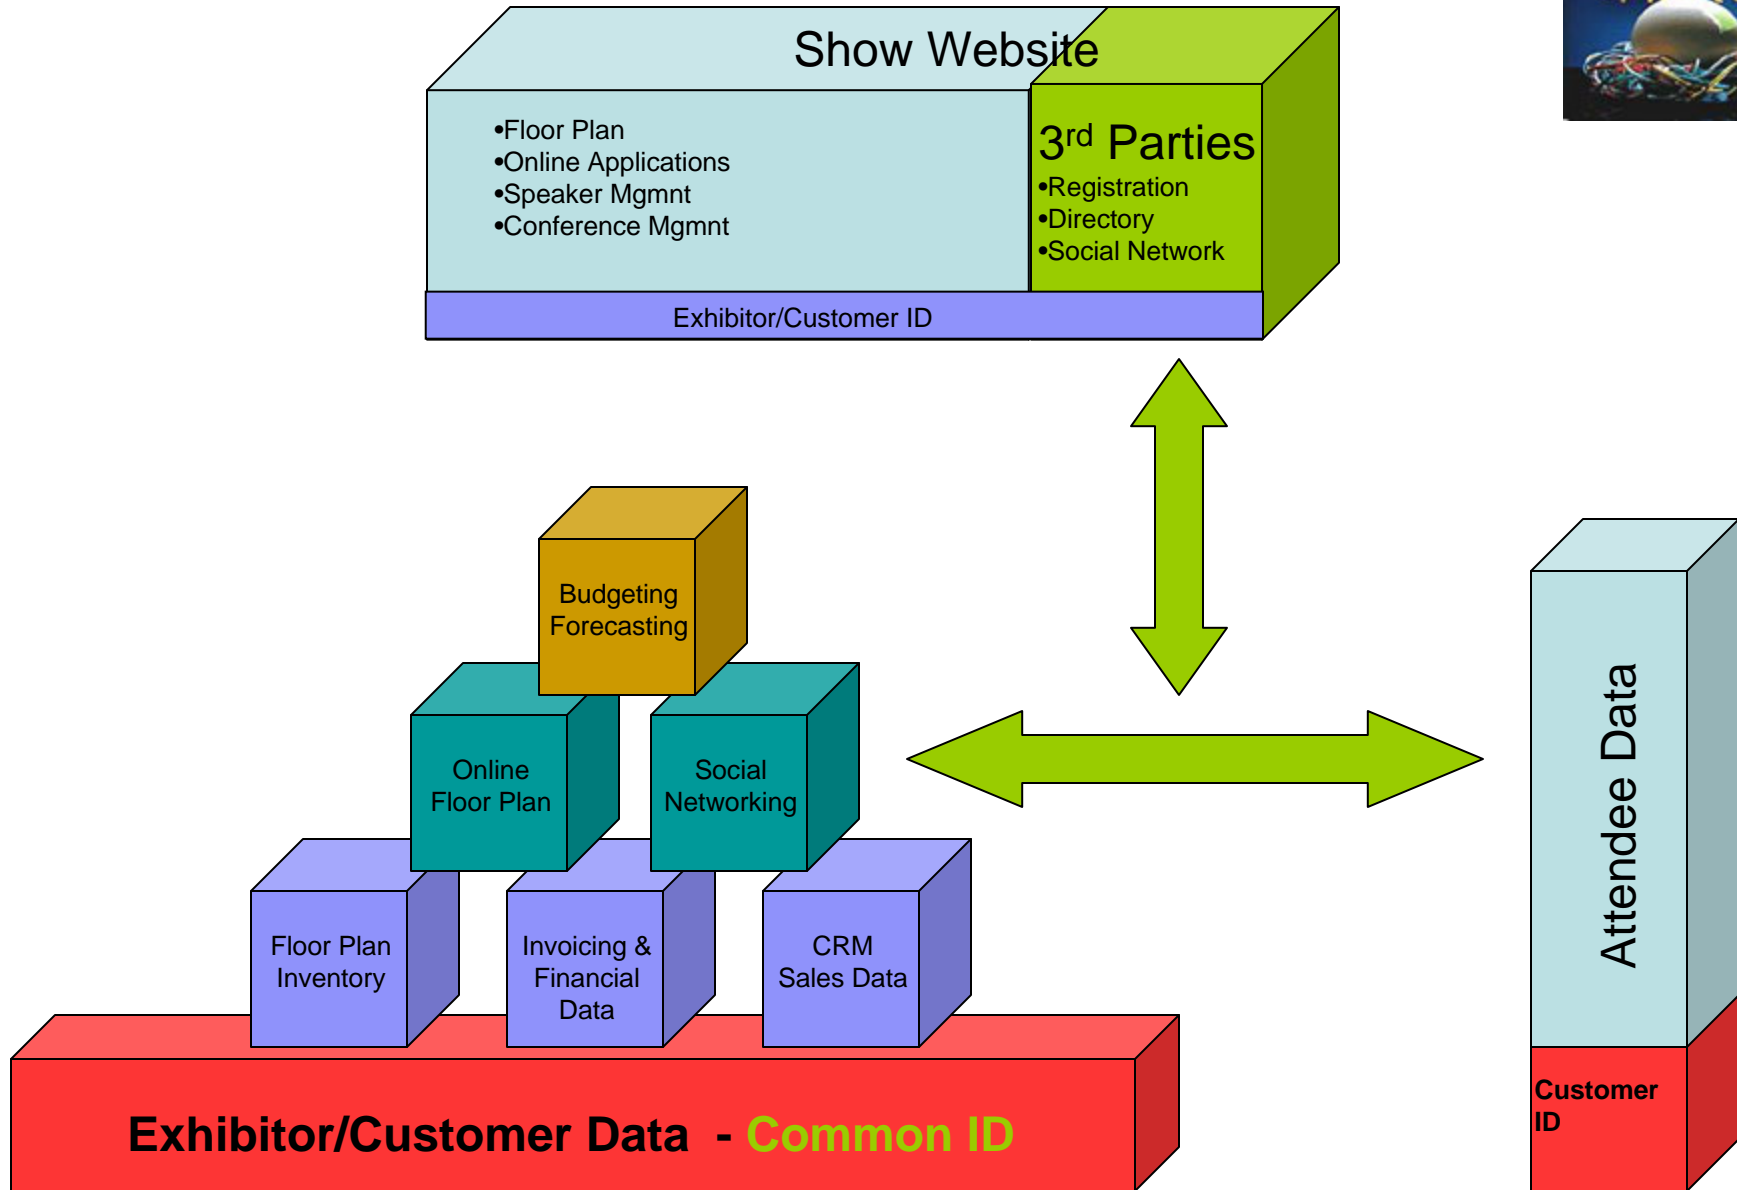 Show Website
•Floor Plan
•Online Applications
•Speaker Mgmnt
•Conference Mgmnt
3rd Parties
•Registration
•Directory
•Social Network
Exhibitor/Customer ID
Budgeting
Forecasting
Online
Floor Plan
Social
Networking
Floor Plan
Inventory
Invoicing &
Financial
Data
CRM
Sales Data
Exhibitor/Customer Data - Common ID
Attendee Data
Customer
ID